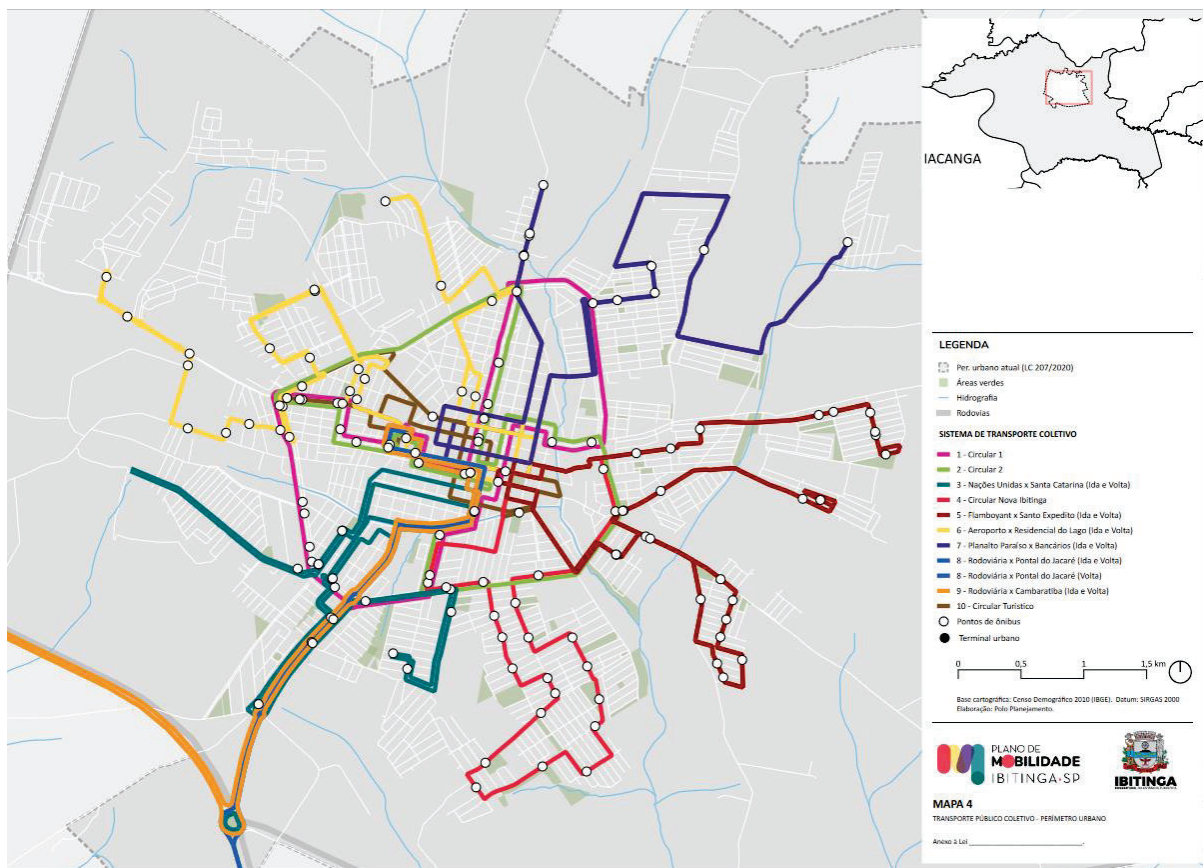 IACANGA
LEGENDA
Per. urbano atual (LC 207/2020)
Áreas verdes
Hidrografia
Rodovias
SISTEMA DE TRANSPORTE COLETIVO
1 - Circular 1
2 - Circular 2
3 - Nações Unidas x Santa Catarina (Ida e Volta)
4 - Circular Nova Ibitinga
5 - Flamboyant x Santo Expedito (Ida e Volta)
6 - Aeroporto x Residencial do Lago (Ida e Volta)
7 - Planalto Paraíso x Bancários (Ida e Volta)
8 - Rodoviária x Pontal do Jacaré (Ida e Volta)
8 - Rodoviária x Pontal do Jacaré (Volta)
9 - Rodoviária x Cambaratiba (Ida e Volta)
10 - Circular Turístico
Pontos de ônibus
Terminal urbano
0 0,5 1 1,5 km
Base cartográfica: Censo Demográfico 2010 (IBGE). Datum: SIRGAS 2000
Elaboração: Polo Planejamento.
PLANO DE
MOBILIDADE
IBITINGA•SP
IBITINGA
MAPA 4
TRANSPORTE PÚBLICO COLETIVO - PERÍMETRO URBANO
Anexo à Lei ______________________________.